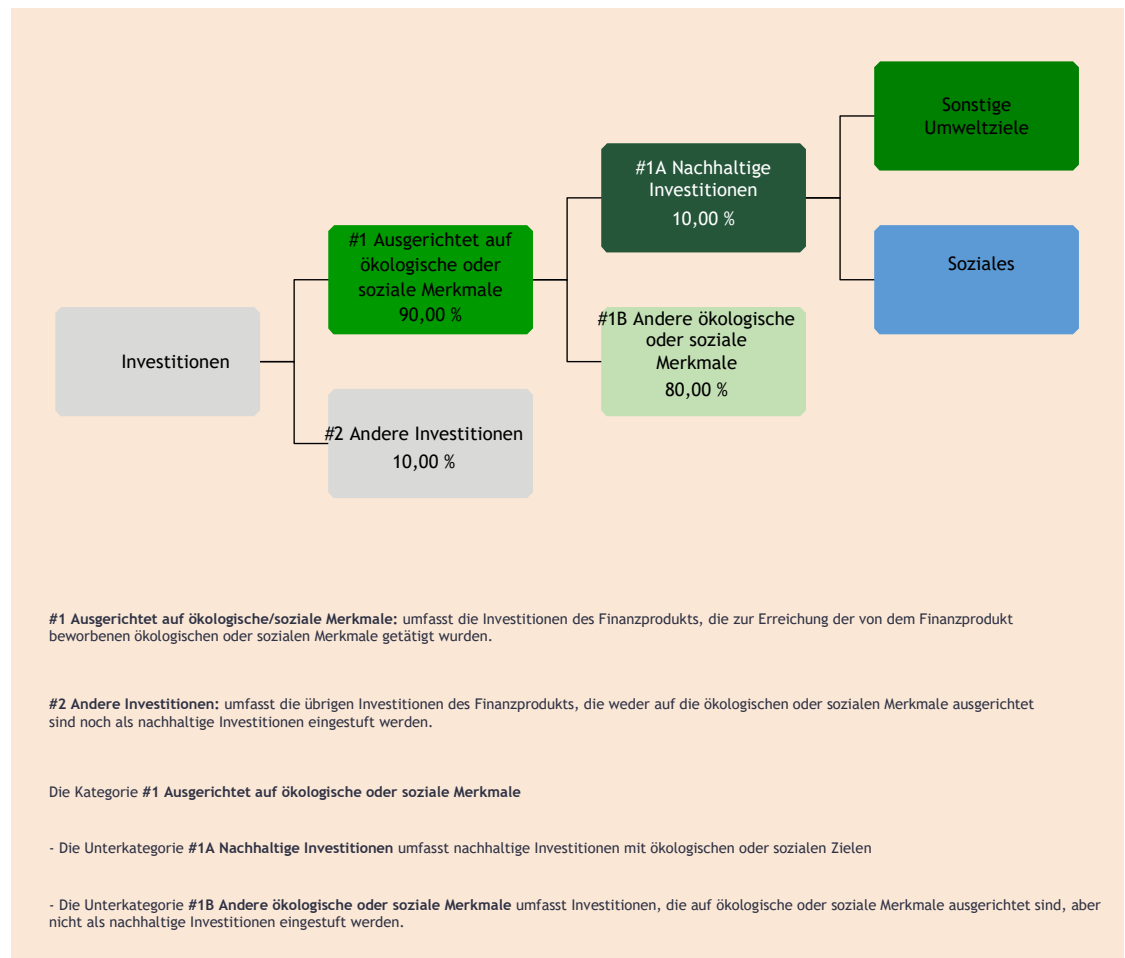 Sonstige
Umweltziele
#1A Nachhaltige
Investitionen
10,00 %
#1 Ausgerichtet auf
ökologische oder
soziale Merkmale
90,00 %
Soziales
Investitionen
#1B Andere ökologische
oder soziale
Merkmale
80,00 %
#2 Andere Investitionen
10,00 %
#1 Ausgerichtet auf ökologische/soziale Merkmale: umfasst die Investitionen des Finanzprodukts, die zur Erreichung der von dem Finanzprodukt
beworbenen ökologischen oder sozialen Merkmale getätigt wurden.
#2 Andere Investitionen: umfasst die übrigen Investitionen des Finanzprodukts, die weder auf die ökologischen oder sozialen Merkmale ausgerichtet
sind noch als nachhaltige Investitionen eingestuft werden.
Die Kategorie #1 Ausgerichtet auf ökologische oder soziale Merkmale
- Die Unterkategorie #1A Nachhaltige Investitionen umfasst nachhaltige Investitionen mit ökologischen oder sozialen Zielen
- Die Unterkategorie #1B Andere ökologische oder soziale Merkmale umfasst Investitionen, die auf ökologische oder soziale Merkmale ausgerichtet sind, aber
nicht als nachhaltige Investitionen eingestuft werden.